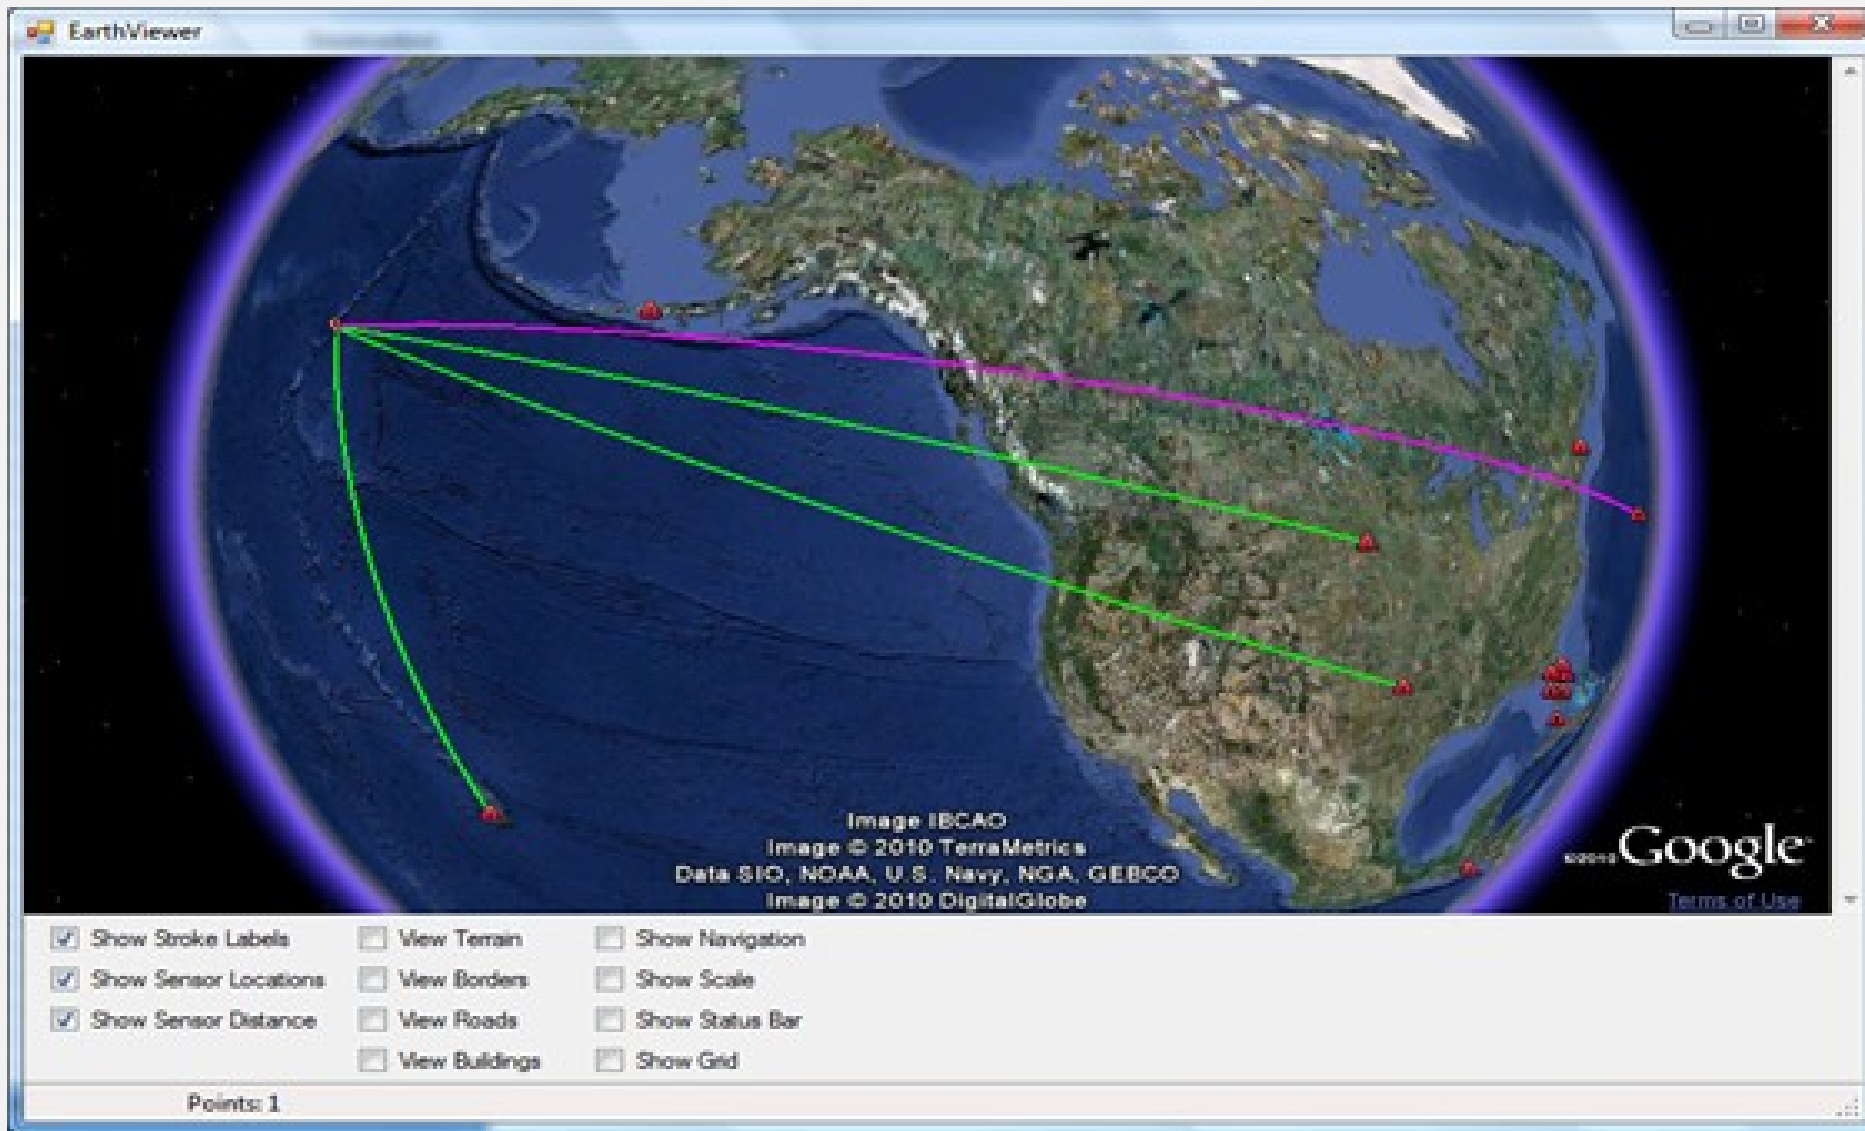 EarthViewer
Image IBCAO
Image © 2010 TerraMetrics
Data SIO, NOAA, U.S. Navy, NGA, GEBCO
Image © 2010 DigitalGlobe
©2010 Google
Terms of Use
Show Stroke Labels
View Terrain
Show Navigation
Show Sensor Locations
View Borders
Show Scale
Show Sensor Distance
View Roads
Show Status Bar
View Buildings
Show Grid
Points: 1